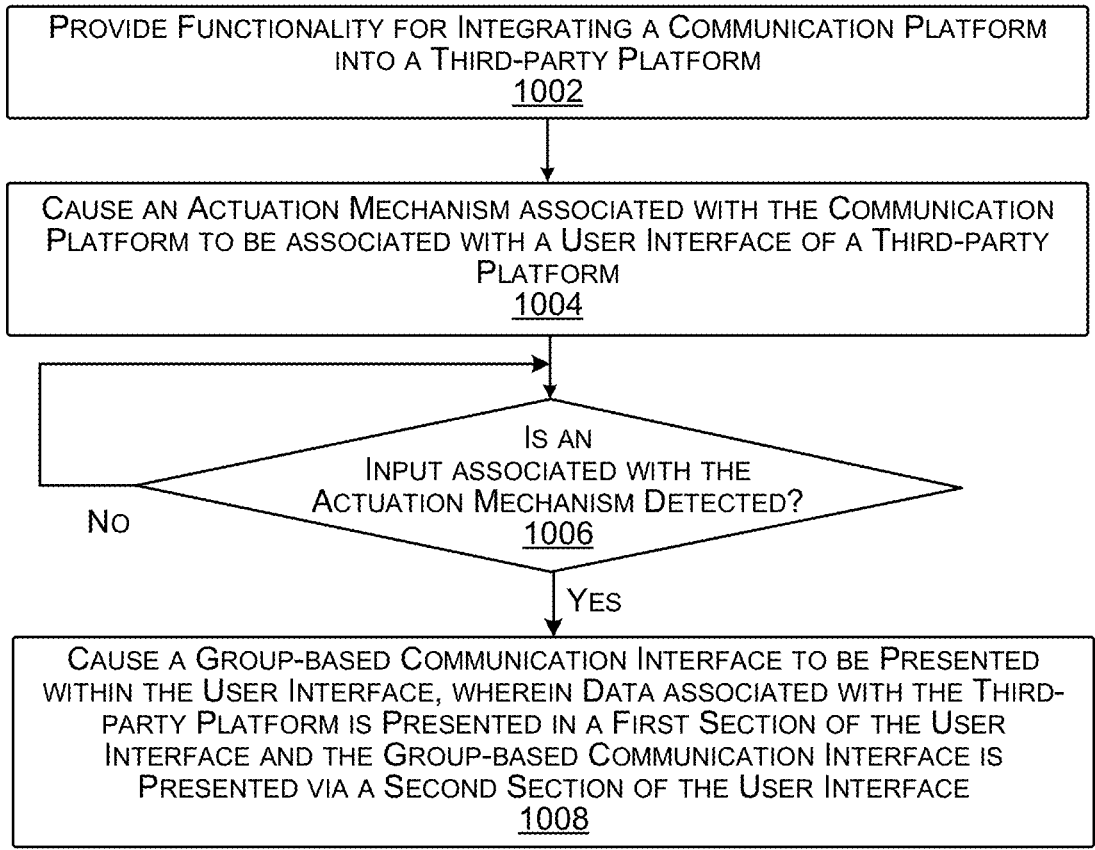 PROVIDE FUNCTIONALITY FOR INTEGRATING A COMMUNICATION PLATFORM
INTO A THIRD-PARTY PLATFORM
1002
CAUSE AN ACTUATION MECHANISM ASSOCIATED WITH THE COMMUNICATION
PLATFORM TO BE ASSOCIATED WITH A USER INTERFACE OF A THIRD-PARTY
PLATFORM
1004
IS AN
INPUT ASSOCIATED WITH THE
ACTUATION MECHANISM DETECTED?
1006
NO
YES
CAUSE A GROUP-BASED COMMUNICATION INTERFACE TO BE PRESENTED
WITHIN THE USER INTERFACE, WHEREIN DATA ASSOCIATED WITH THE THIRD-
PARTY PLATFORM IS PRESENTED IN A FIRST SECTION OF THE USER
INTERFACE AND THE GROUP-BASED COMMUNICATION INTERFACE IS
PRESENTED VIA A SECOND SECTION OF THE USER INTERFACE
1008